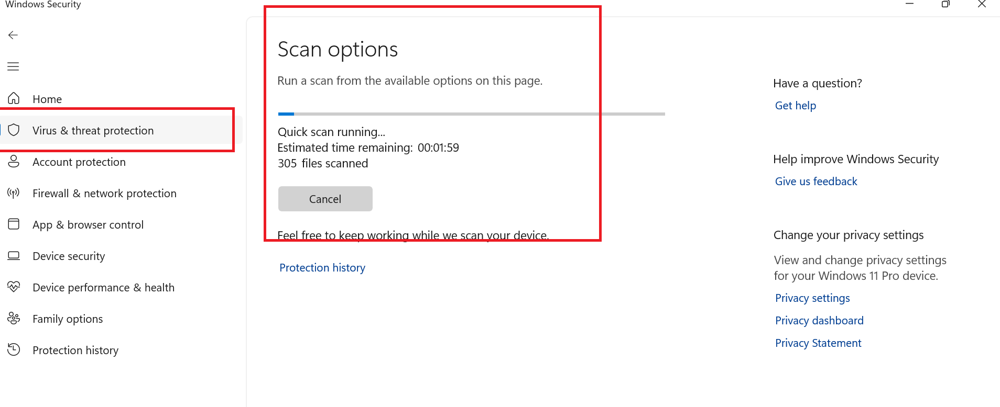 Windows Security
Home
Virus & threat protection
Account protection
Firewall & network protection
App & browser control
Device security
Device performance & health
Family options
Protection history
Scan options
Run a scan from the available options on this page.
Quick scan running...
Estimated time remaining: 00:01:59
305 files scanned
Cancel
Feel free to keep working while we scan your device.
Protection history
Have a question?
Get help
Help improve Windows Security
Give us feedback
Change your privacy settings
View and change privacy settings
for your Windows 11 Pro device.
Privacy settings
Privacy dashboard
Privacy Statement